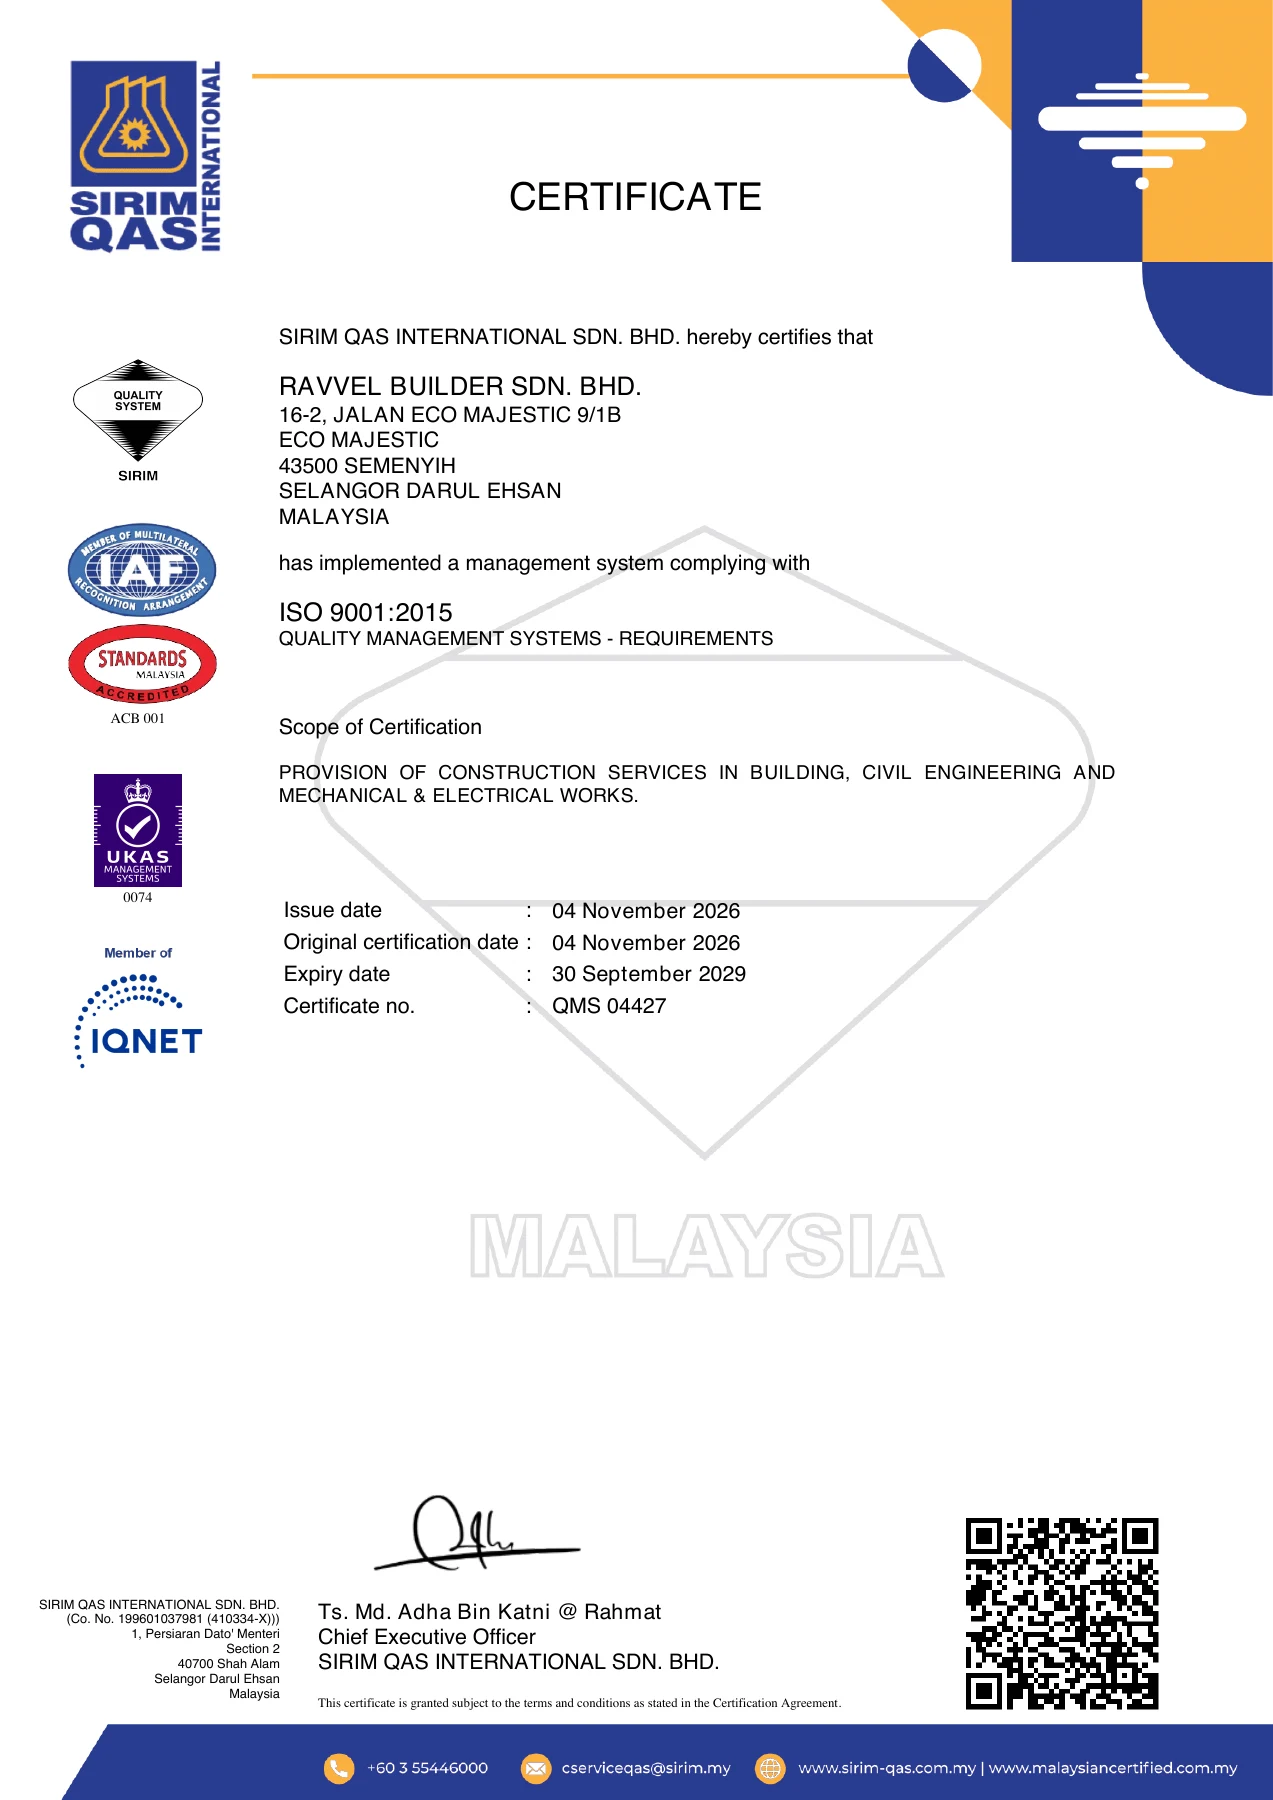 SIRIM
QAS
INTERNATIONAL
CERTIFICATE
SIRIM QAS INTERNATIONAL SDN. BHD. hereby certifies that
RAVVEL BUILDER SDN. BHD.
16-2, JALAN ECO MAJESTIC 9/1B
ECO MAJESTIC
43500 SEMENYIH
SELANGOR DARUL EHSAN
MALAYSIA
has implemented a management system complying with
ISO 9001:2015
QUALITY MANAGEMENT SYSTEMS - REQUIREMENTS
Scope of Certification
PROVISION OF CONSTRUCTION SERVICES IN BUILDING, CIVIL ENGINEERING AND
MECHANICAL & ELECTRICAL WORKS.
Issue date : 04 November 2026
Original certification date : 04 November 2026
Expiry date : 30 September 2029
Certificate no. : QMS 04427
QUALITY
SYSTEM
SIRIM
MEMBER OF MULTILATERAL
IAF
RECOGNITION ARRANGEMENT
STANDARDS
MALAYSIA
ACCREDITED
ACB 001
UKAS
MANAGEMENT
SYSTEMS
0074
Member of
IQNET
MALAYSIA
SIRIM QAS INTERNATIONAL SDN. BHD.
(Co. No. 199601037981 (410334-X)))
1, Persiaran Dato' Menteri
Section 2
40700 Shah Alam
Selangor Darul Ehsan
Malaysia
Ts. Md. Adha Bin Katni @ Rahmat
Chief Executive Officer
SIRIM QAS INTERNATIONAL SDN. BHD.
This certificate is granted subject to the terms and conditions as stated in the Certification Agreement.
+60 3 55446000
cserviceqas@sirim.my
www.sirim-qas.com.my | www.malaysiancertified.com.my